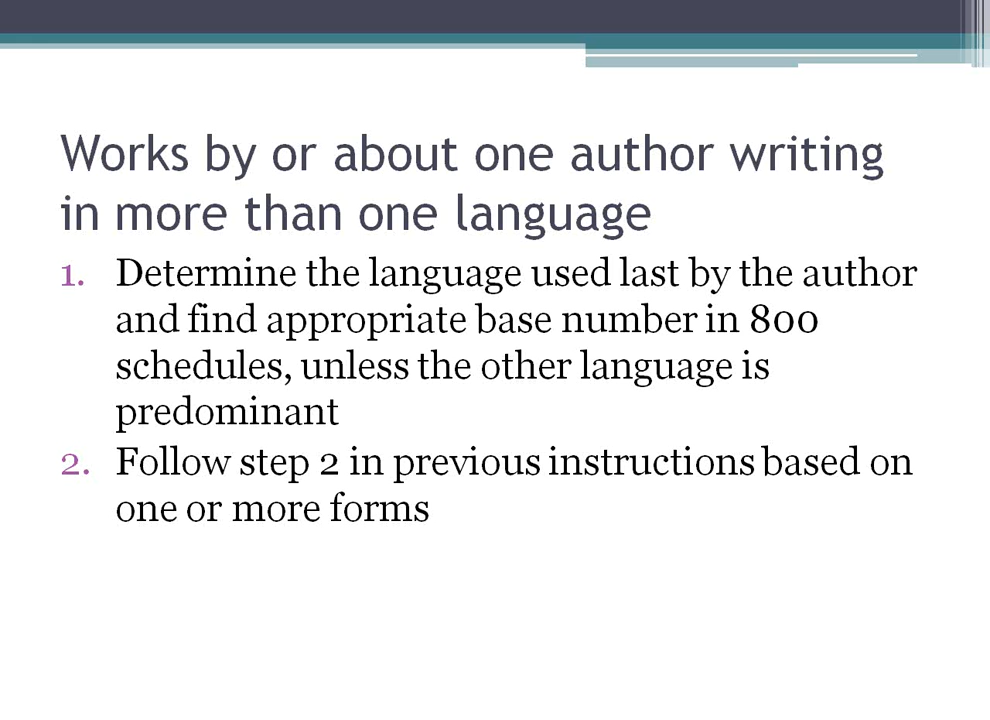 Works by or about one author writing
in more than one language
1. Determine the language used last by the author
and find appropriate base number in 800
schedules, unless the other language is
predominant
2. Follow step 2 in previous instructions based on
one or more forms